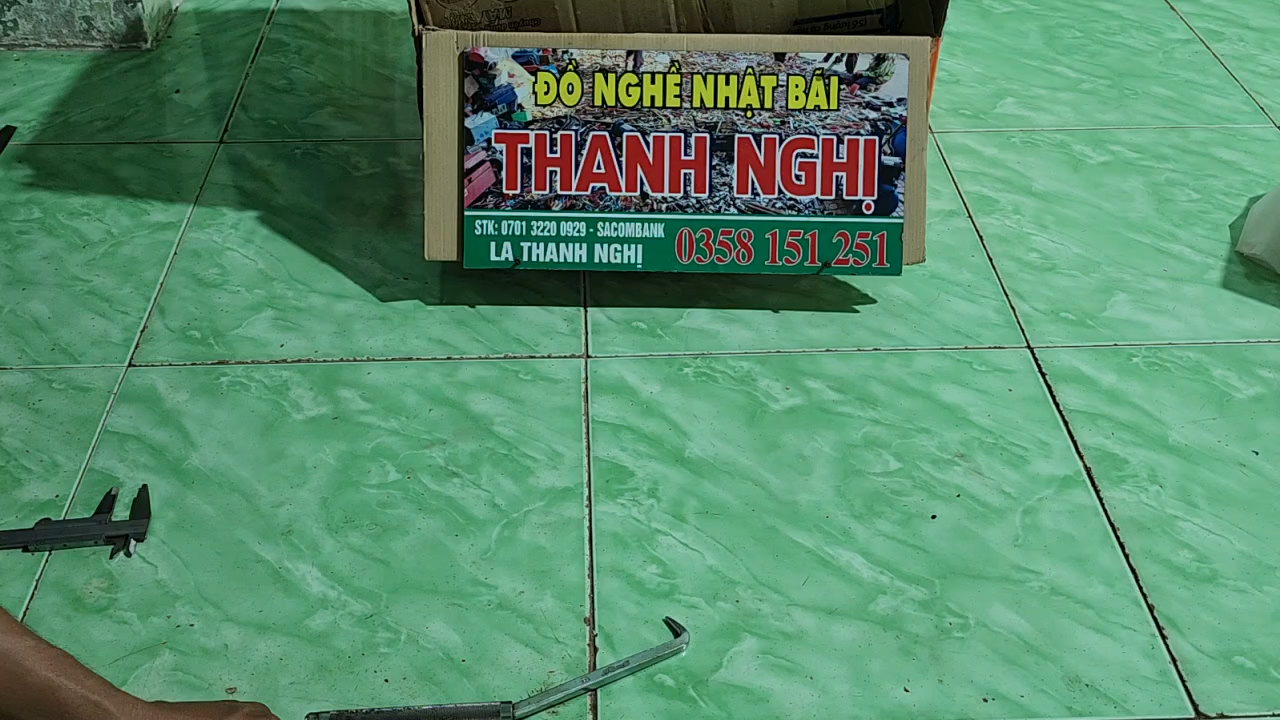 ĐỒ NGHỀ NHẬT BÃI
THANH NGHỊ
STK: 0701 3220 0929 - SACOMBANK
LA THANH NGHỊ
0358 151 251